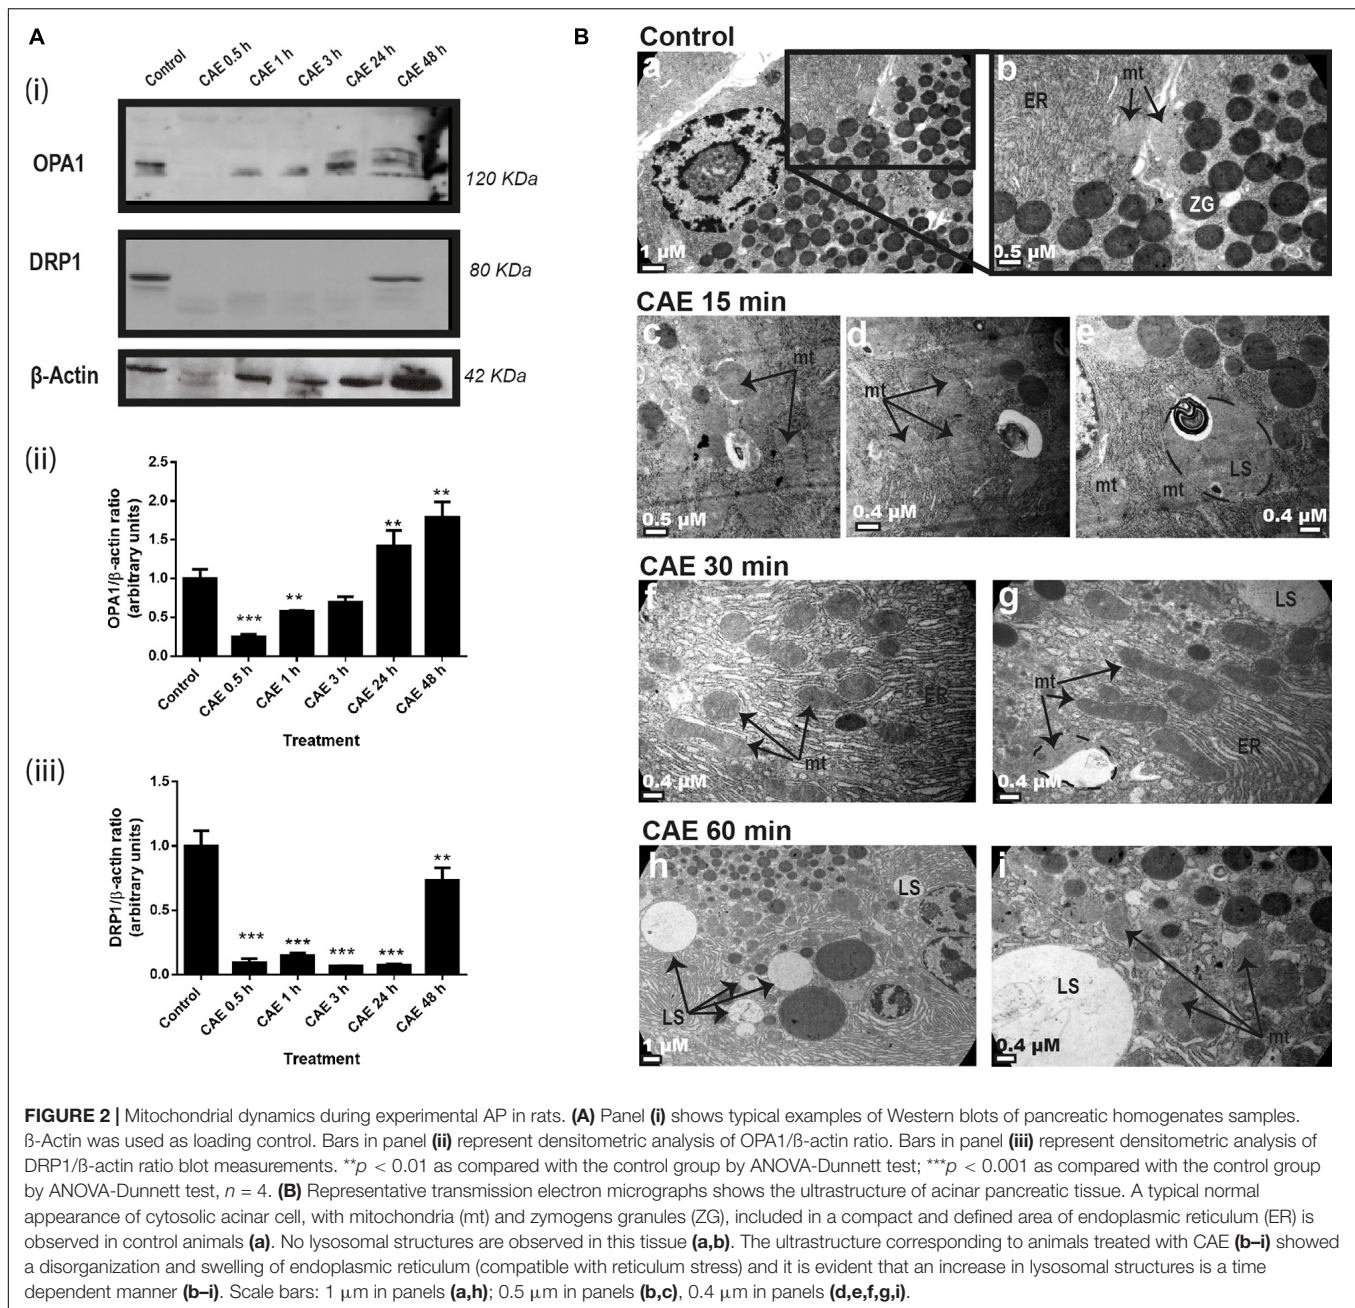 A
Control
CAE 0.5 h
CAE 1 h
CAE 3 h
CAE 24 h
CAE 48 h
(i)
OPA1
120 KDa
DRP1
80 KDa
β-Actin
42 KDa
(ii)
OPA1/β-actin ratio
(arbitrary units)
2.5
2.0
1.5
1.0
0.5
0.0
***
**
**
**
Control
CAE 0.5 h
CAE 1 h
CAE 3 h
CAE 24 h
CAE 48 h
Treatment
(iii)
DRP1/β-actin ratio
(arbitrary units)
1.0
0.5
0.0
***
***
***
***
**
Control
CAE 0.5 h
CAE 1 h
CAE 3 h
CAE 24 h
CAE 48 h
Treatment
B
Control
a
1 µM
b
ER
mt
ZG
0.5 µM
CAE 15 min
c
mt
0.5 µM
d
mt
0.4 µM
e
LS
mt
mt
0.4 µM
CAE 30 min
f
ER
mt
0.4 µM
g
LS
mt
ER
0.4 µM
CAE 60 min
h
LS
LS
1 µM
i
LS
mt
0.4 µM
FIGURE 2 | Mitochondrial dynamics during experimental AP in rats. (A) Panel (i) shows typical examples of Western blots of pancreatic homogenates samples.
ß-Actin was used as loading control. Bars in panel (ii) represent densitometric analysis of OPA1/ß-actin ratio. Bars in panel (iii) represent densitometric analysis of
DRP1/ß-actin ratio blot measurements. **p < 0.01 as compared with the control group by ANOVA-Dunnett test; ***p < 0.001 as compared with the control group
by ANOVA-Dunnett test, n = 4. (B) Representative transmission electron micrographs shows the ultrastructure of acinar pancreatic tissue. A typical normal
appearance of cytosolic acinar cell, with mitochondria (mt) and zymogens granules (ZG), included in a compact and defined area of endoplasmic reticulum (ER) is
observed in control animals (a). No lysosomal structures are observed in this tissue (a,b). The ultrastructure corresponding to animals treated with CAE (b–i) showed
a disorganization and swelling of endoplasmic reticulum (compatible with reticulum stress) and it is evident that an increase in lysosomal structures is a time
dependent manner (b–i). Scale bars: 1 µm in panels (a,h); 0.5 µm in panels (b,c), 0.4 µm in panels (d,e,f,g,i).